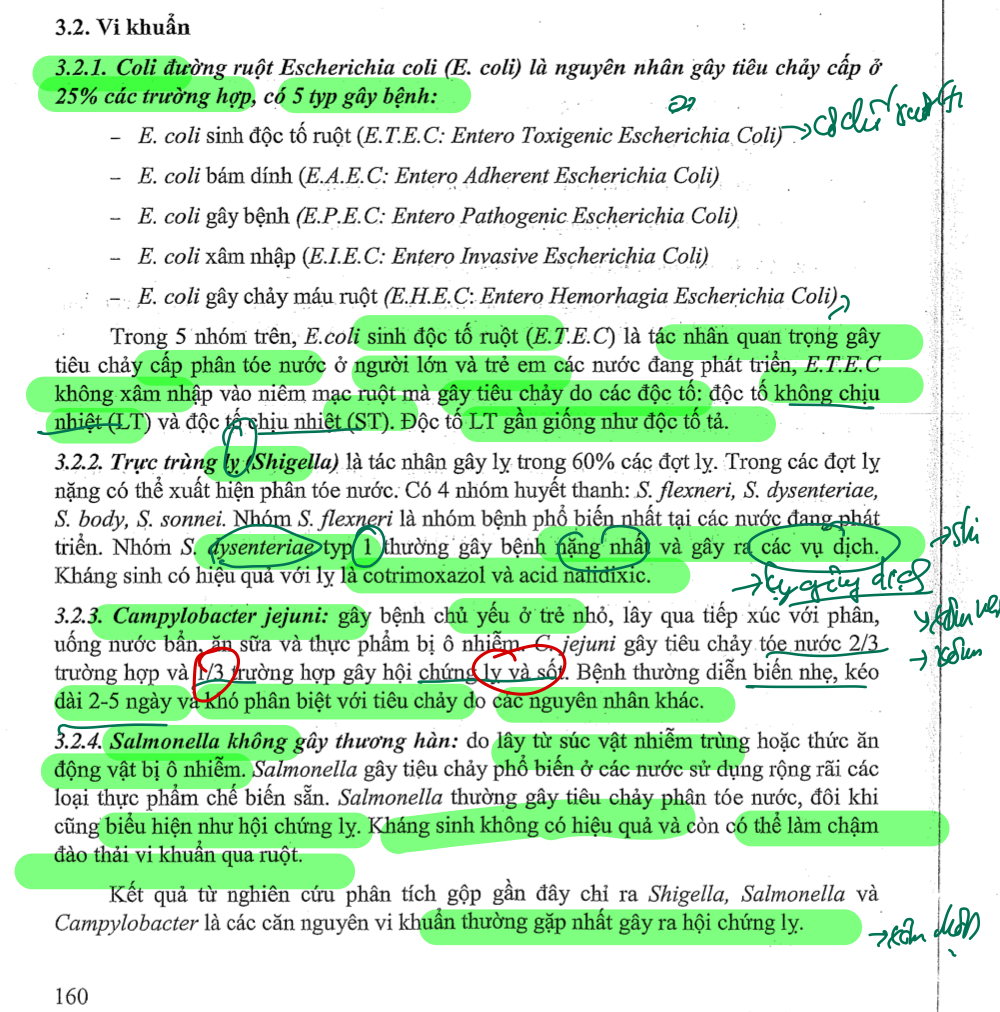 3.2. Vi khuẩn
3.2.1. Coli đường ruột Escherichia coli (E. coli) là nguyên nhân gây tiêu chảy cấp ở
25% các trường hợp, có 5 typ gây bệnh:
– E. coli sinh độc tố ruột (E.T.E.C: Entero Toxigenic Escherichia Coli)
– E. coli bám dính (E.A.E.C: Entero Adherent Escherichia Coli)
– E. coli gây bệnh (E.P.E.C: Entero Pathogenic Escherichia Coli)
– E. coli xâm nhập (E.I.E.C: Entero Invasive Escherichia Coli)
– E. coli gây chảy máu ruột (E.H.E.C: Entero Hemorhagia Escherichia Coli)
Trong 5 nhóm trên, E.coli sinh độc tố ruột (E.T.E.C) là tác nhân quan trọng gây
tiêu chảy cấp phân tóe nước ở người lớn và trẻ em các nước đang phát triển, E.T.E.C
không xâm nhập vào niêm mạc ruột mà gây tiêu chảy do các độc tố: độc tố không chịu
nhiệt (LT) và độc tố chịu nhiệt (ST). Độc tố LT gần giống như độc tố tả.
3.2.2. Trực trùng lỵ (Shigella) là tác nhân gây lỵ trong 60% các đợt lỵ. Trong các đợt lỵ
nặng có thể xuất hiện phân tóe nước. Có 4 nhóm huyết thanh: S. flexneri, S. dysenteriae,
S. body, S. sonnei. Nhóm S. flexneri là nhóm bệnh phổ biến nhất tại các nước đang phát
triển. Nhóm S. dysenteriae typ 1 thường gây bệnh nặng nhất và gây ra các vụ dịch.
Kháng sinh có hiệu quả với lỵ là cotrimoxazol và acid nalidixic.
lỵ gây dịch
3.2.3. Campylobacter jejuni: gây bệnh chủ yếu ở trẻ nhỏ, lây qua tiếp xúc với phân,
uống nước bẩn, ăn sữa và thực phẩm bị ô nhiễm. C. jejuni gây tiêu chảy tóe nước 2/3
trường hợp và 1/3 trường hợp gây hội chứng lỵ và sốt. Bệnh thường diễn biến nhẹ, kéo
dài 2-5 ngày và khó phân biệt với tiêu chảy do các nguyên nhân khác.
3.2.4. Salmonella không gây thương hàn: do lây từ súc vật nhiễm trùng hoặc thức ăn
động vật bị ô nhiễm. Salmonella gây tiêu chảy phổ biến ở các nước sử dụng rộng rãi các
loại thực phẩm chế biến sẵn. Salmonella thường gây tiêu chảy phân tóe nước, đôi khi
cũng biểu hiện như hội chứng lỵ. Kháng sinh không có hiệu quả và còn có thể làm chậm
đào thải vi khuẩn qua ruột.
Kết quả từ nghiên cứu phân tích gộp gần đây chỉ ra Shigella, Salmonella và
Campylobacter là các căn nguyên vi khuẩn thường gặp nhất gây ra hội chứng lỵ.
160